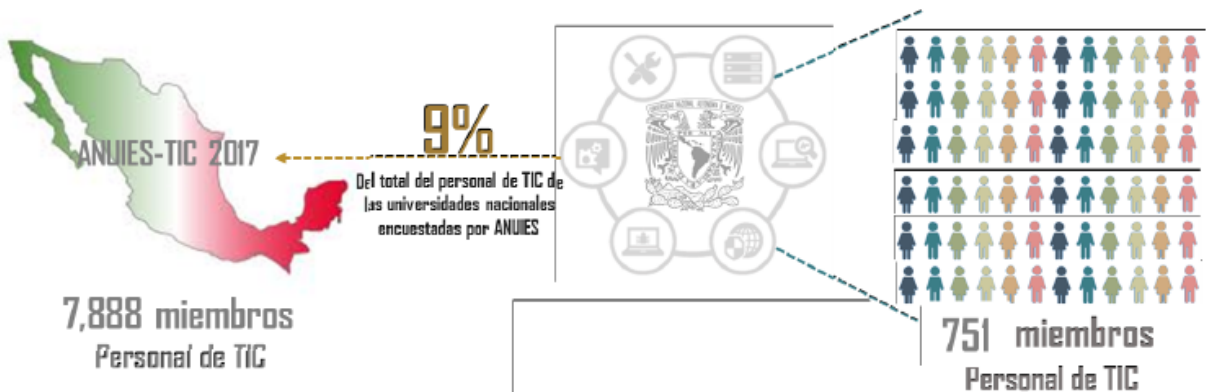 ANUIES-TIC 2017
7,888 miembros
Personal de TIC
9%
Del total del personal de TIC de
las universidades nacionales
encuestadas por ANUIES
751 miembros
Personal de TIC